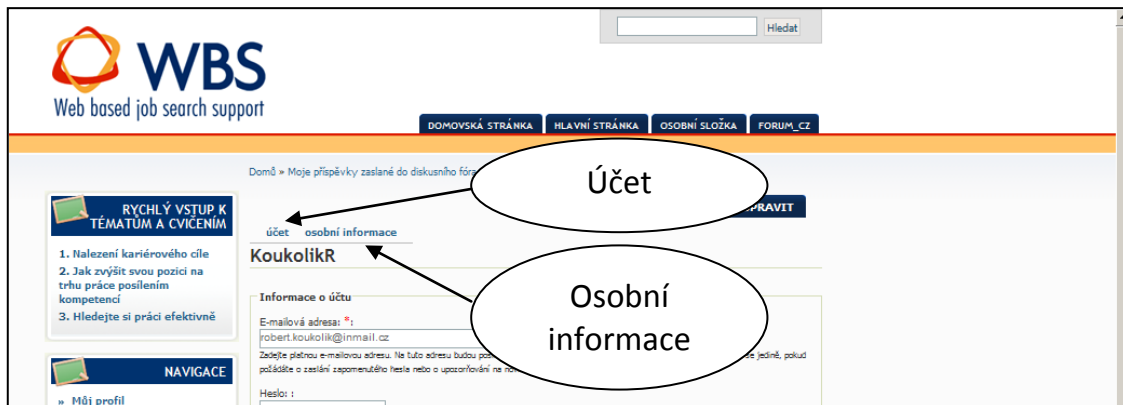 Hledat
WBS
Web based job search support
DOMOVSKÁ STRÁNKA HLAVNÍ STRÁNKA OSOBNÍ SLOŽKA FORUM_CZ
Domů » Moje příspěvky zaslané do diskusního
Účet
RYCHLÝ VSTUP K
TÉMATŮM A CVIČENÍM
účet osobní informace
KoukolikR
1. Nalezení kariérového cíle
2. Jak zvýšit svou pozici na
trhu práce posílením
kompetencí
3. Hledejte si práci efektivně
Osobní
informace
Informace o účtu
E-mailová adresa: *:
robert.koukolik@inmail.cz
Zadejte platnou e-mailovou adresu. Na tuto adresu budou jedině, pokud
požádáte o zaslání zapomenutého hesla nebo o upozorňování na
NAVIGACE
Heslo: :
» Můj profil